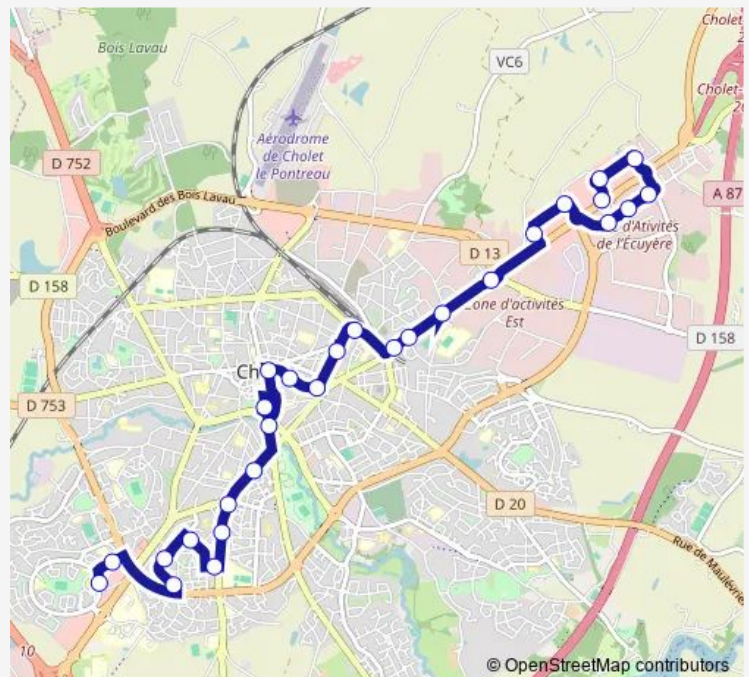 Bois Lavau
Cholet
VC6
Cholet-
Aérodrome
de Cholet
le Pontreau
D 752
Boulevard des Bois Lavau
A 87
d'Ativités
de l'Écuyère
D 13
D 158
Zone d'activités
Est
D 158
Ch
D 753
D 20
Rue de Maulévrie
10
© OpenStreetMap contributors